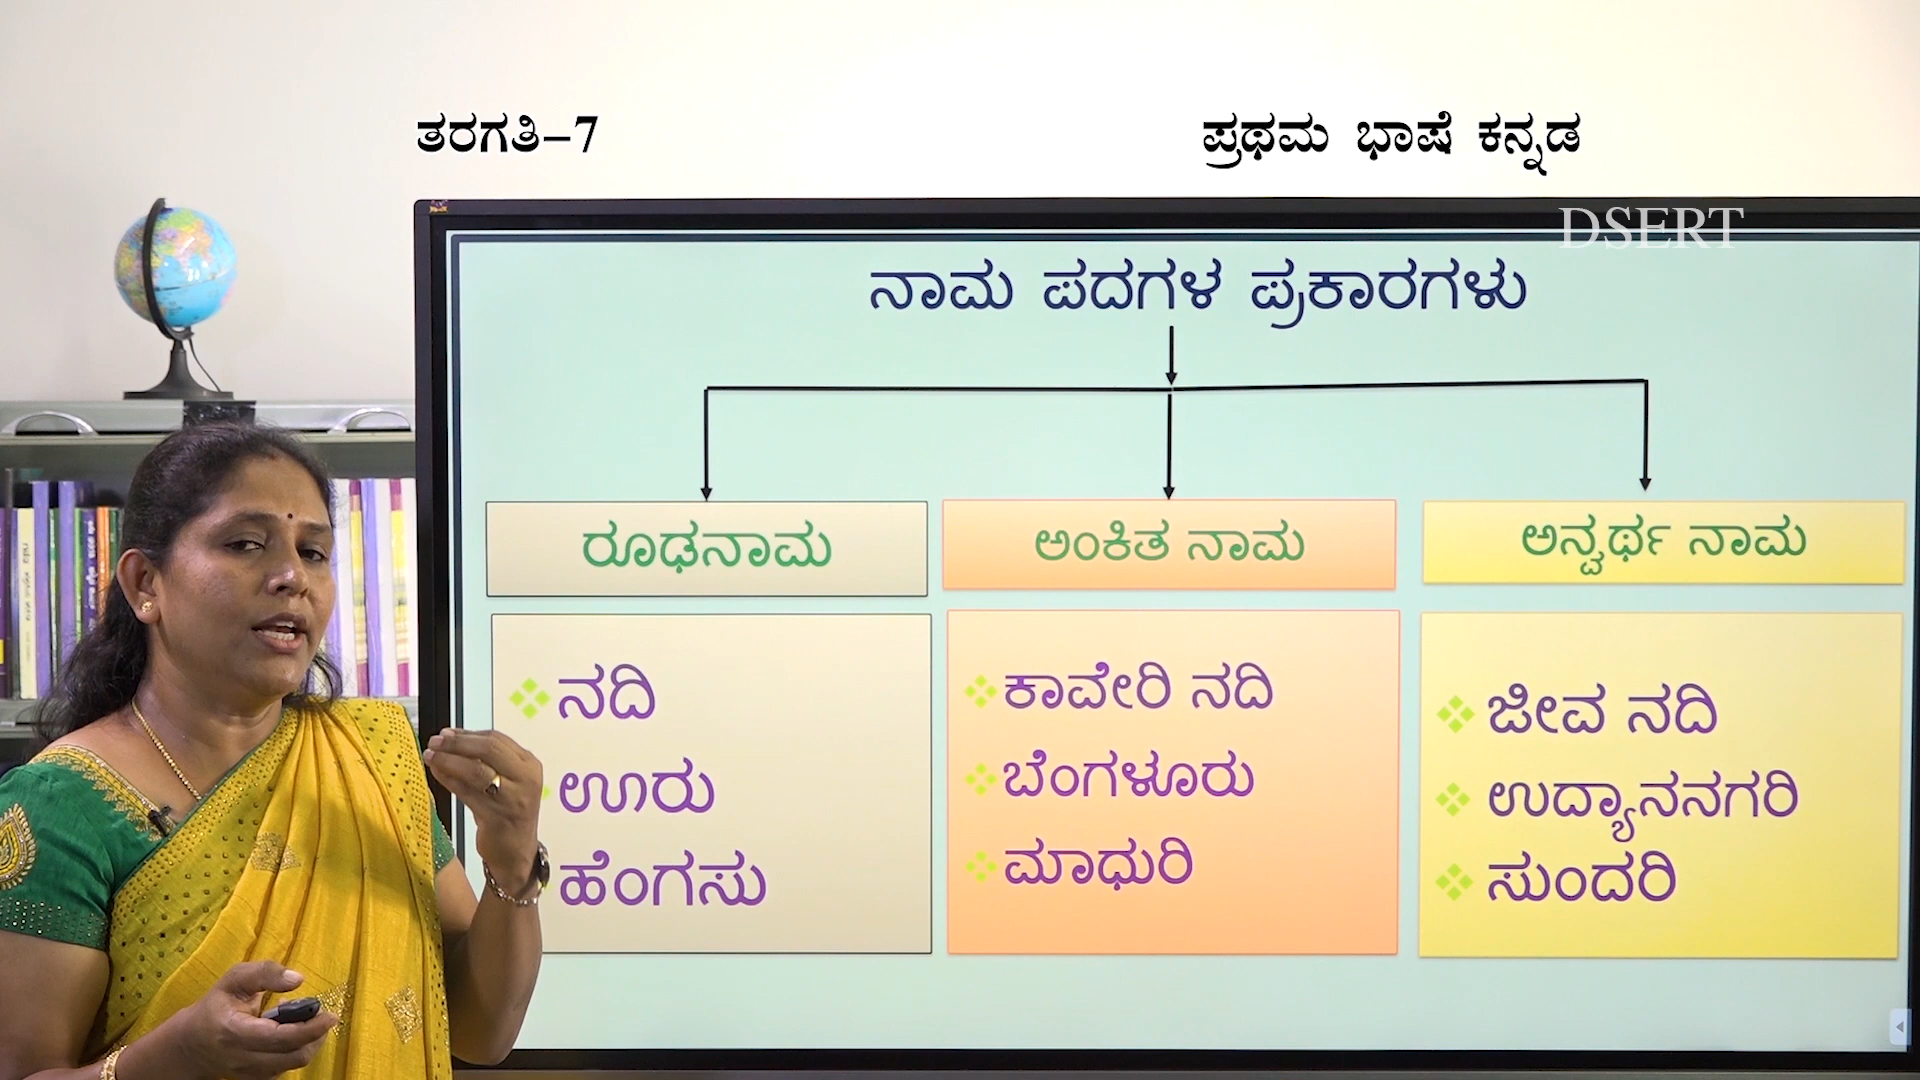 ತರಗತಿ-7
ಪ್ರಥಮ ಭಾಷೆ ಕನ್ನಡ
DSERT
ನಾಮ ಪದಗಳ ಪ್ರಕಾರಗಳು
ರೂಢನಾಮ
ನದಿ
ಊರು
ಹೆಂಗಸು
ಅಂಕಿತ ನಾಮ
ಕಾವೇರಿ ನದಿ
ಬೆಂಗಳೂರು
ಮಾಧುರಿ
ಅನ್ವರ್ಥ ನಾಮ
ಜೀವ ನದಿ
ಉದ್ಯಾನನಗರಿ
ಸುಂದರಿ